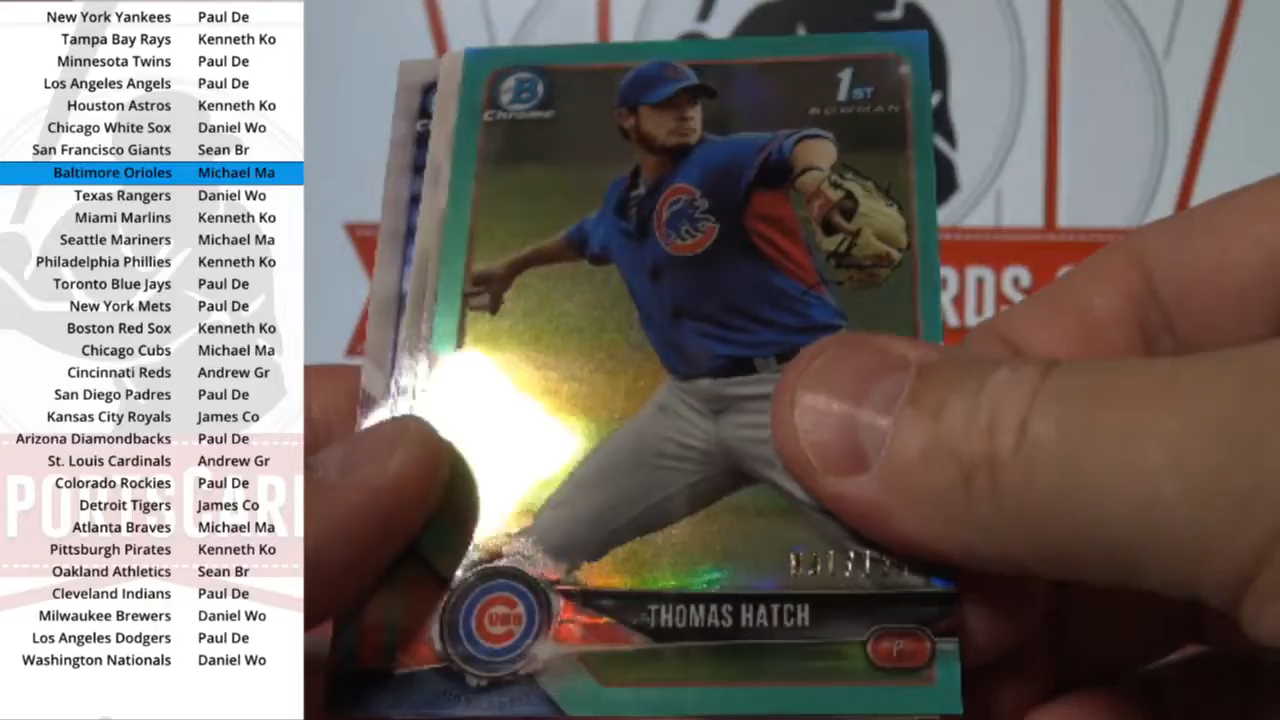 New York Yankees Paul De
Tampa Bay Rays Kenneth Ko
Minnesota Twins Paul De
Los Angeles Angels Paul De
Houston Astros Kenneth Ko
Chicago White Sox Daniel Wo
San Francisco Giants Sean Br
Baltimore Orioles Michael Ma
Texas Rangers Daniel Wo
Miami Marlins Kenneth Ko
Seattle Mariners Michael Ma
Philadelphia Phillies Kenneth Ko
Toronto Blue Jays Paul De
New York Mets Paul De
Boston Red Sox Kenneth Ko
Chicago Cubs Michael Ma
Cincinnati Reds Andrew Gr
San Diego Padres Paul De
Kansas City Royals James Co
Arizona Diamondbacks Paul De
St. Louis Cardinals Andrew Gr
Colorado Rockies Paul De
Detroit Tigers James Co
Atlanta Braves Michael Ma
Pittsburgh Pirates Kenneth Ko
Oakland Athletics Sean Br
Cleveland Indians Paul De
Milwaukee Brewers Daniel Wo
Los Angeles Dodgers Paul De
Washington Nationals Daniel Wo
B
Chrome
1ST
BOWMAN
THOMAS HATCH
CUBS
P